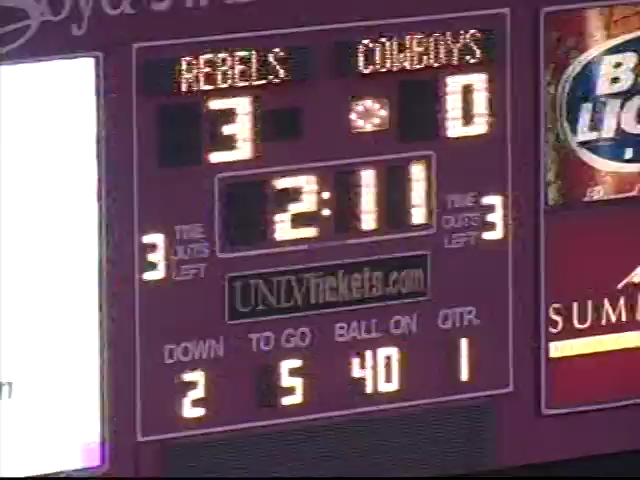 REBELS COWBOYS
3 0
2:11
TIME OUTS LEFT 3
TIME OUTS LEFT 3
UNLVTickets.com
DOWN TO GO BALL ON QTR.
2 5 40 1